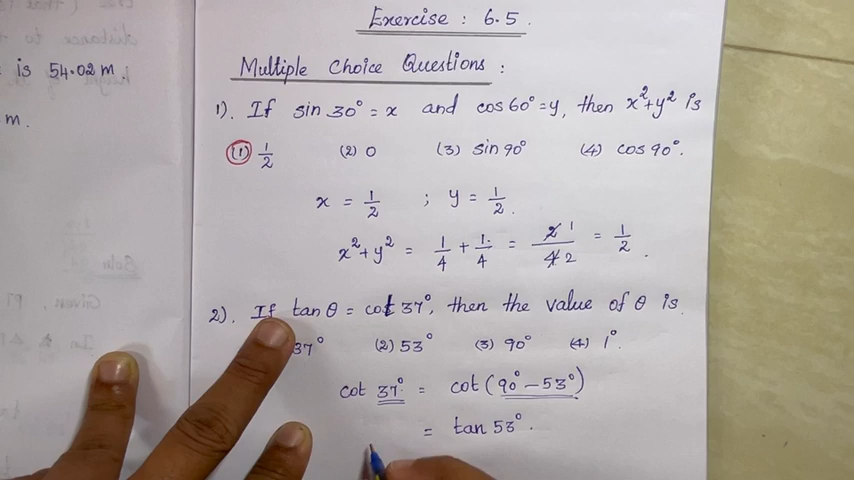 Exercise : 6.5.
is 54.02 m.
Multiple Choice Questions :
m.
1). If sin 30° = x and cos 60° = y, then x²+y² is
(1) 1/2 (2) 0 (3) sin 90° (4) cos 90°.
x = 1/2 ; y = 1/2.
x²+y² = 1/4 + 1/4 = 2 1/4 2 = 1/2.
2). If tan θ = cot 37°, then the value of θ is.
37° (2) 53° (3) 90° (4) 1°.
cot 37° = cot (90° – 53°)
= tan 53°.